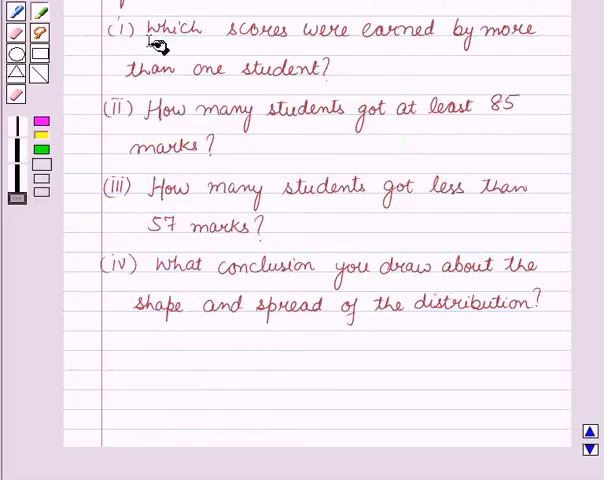 (i) Which scores were earned by more
than one student?
(ii) How many students got at least 85
marks?
(iii) How many students got less than
57 marks?
(iv) What conclusion you draw about the
shape and spread of the distribution?